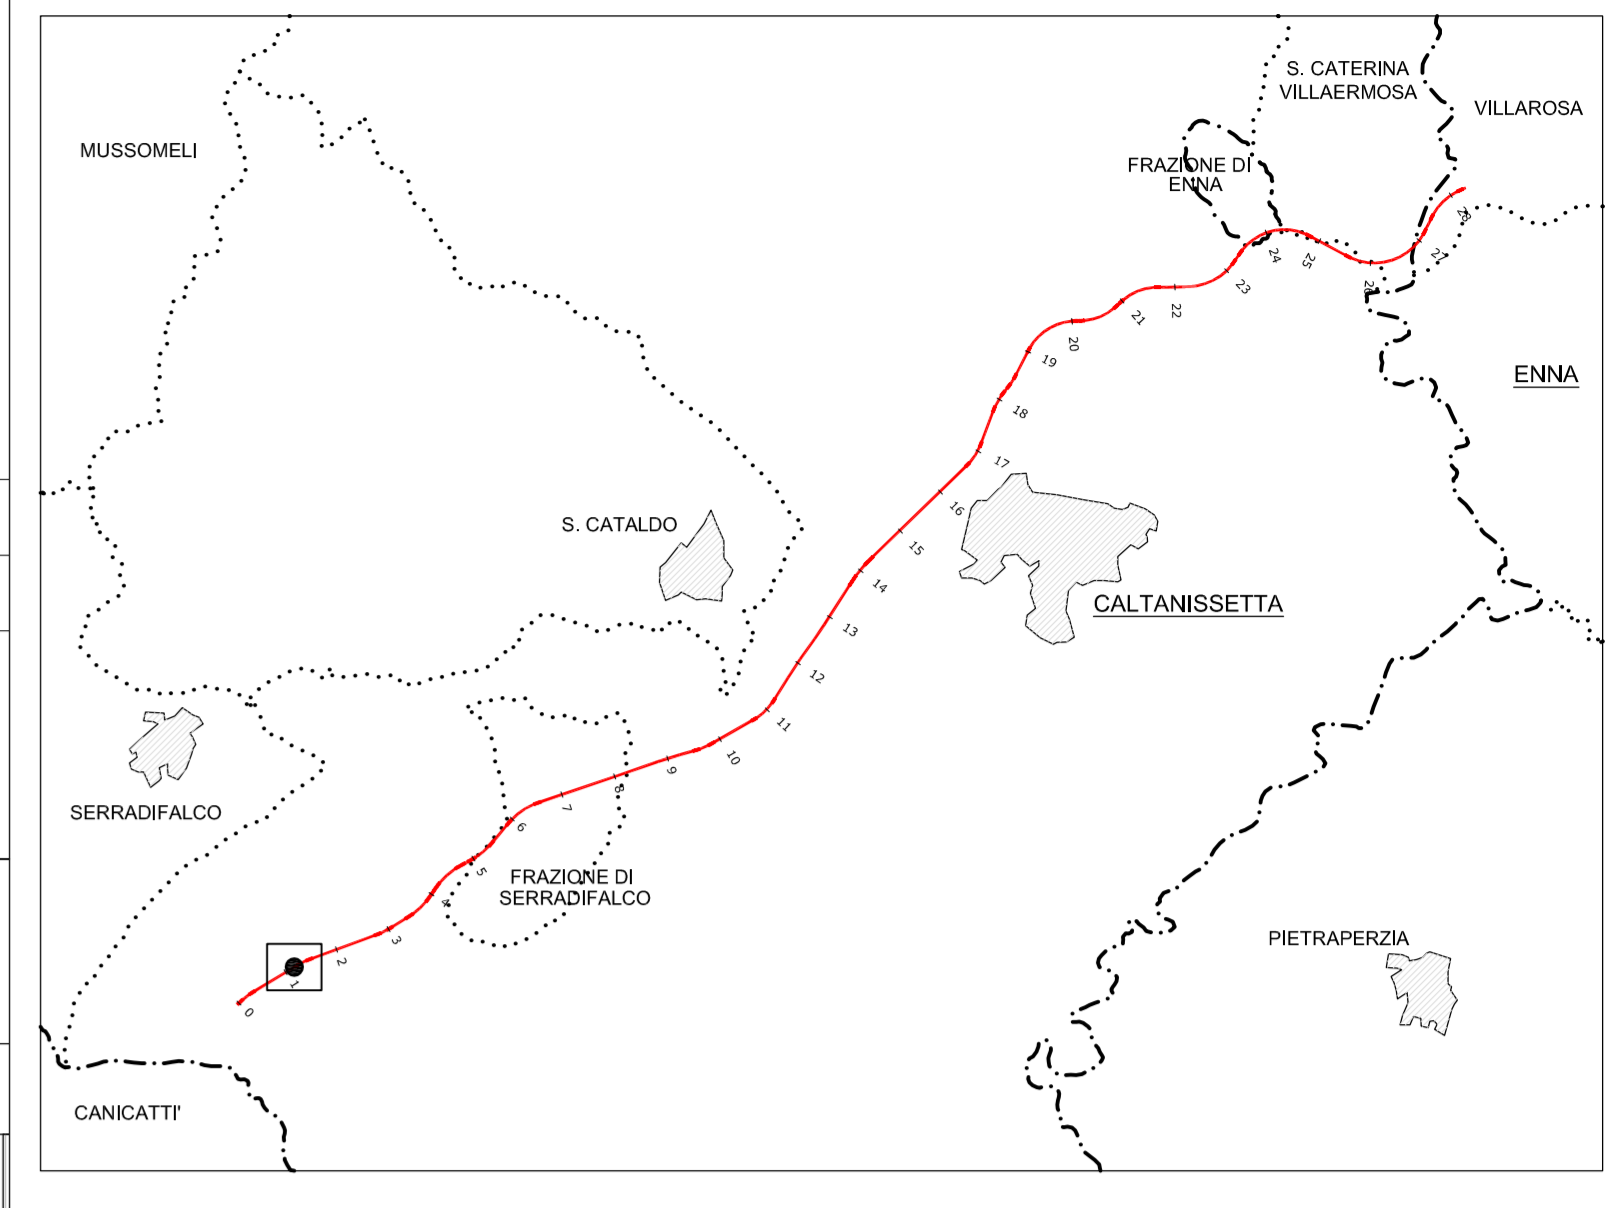 S. CATERINA
VILLAERMOSA
VILLAROSA
MUSSOMELI
FRAZIONE DI
ENNA
ENNA
S. CATALDO
CALTANISSETTA
SERRADIFALCO
FRAZIONE DI
SERRADIFALCO
PIETRAPERZIA
CANICATTI'
0
1
2
3
4
5
6
7
8
9
10
11
12
13
14
15
16
17
18
19
20
21
22
23
24
25
26
27
28